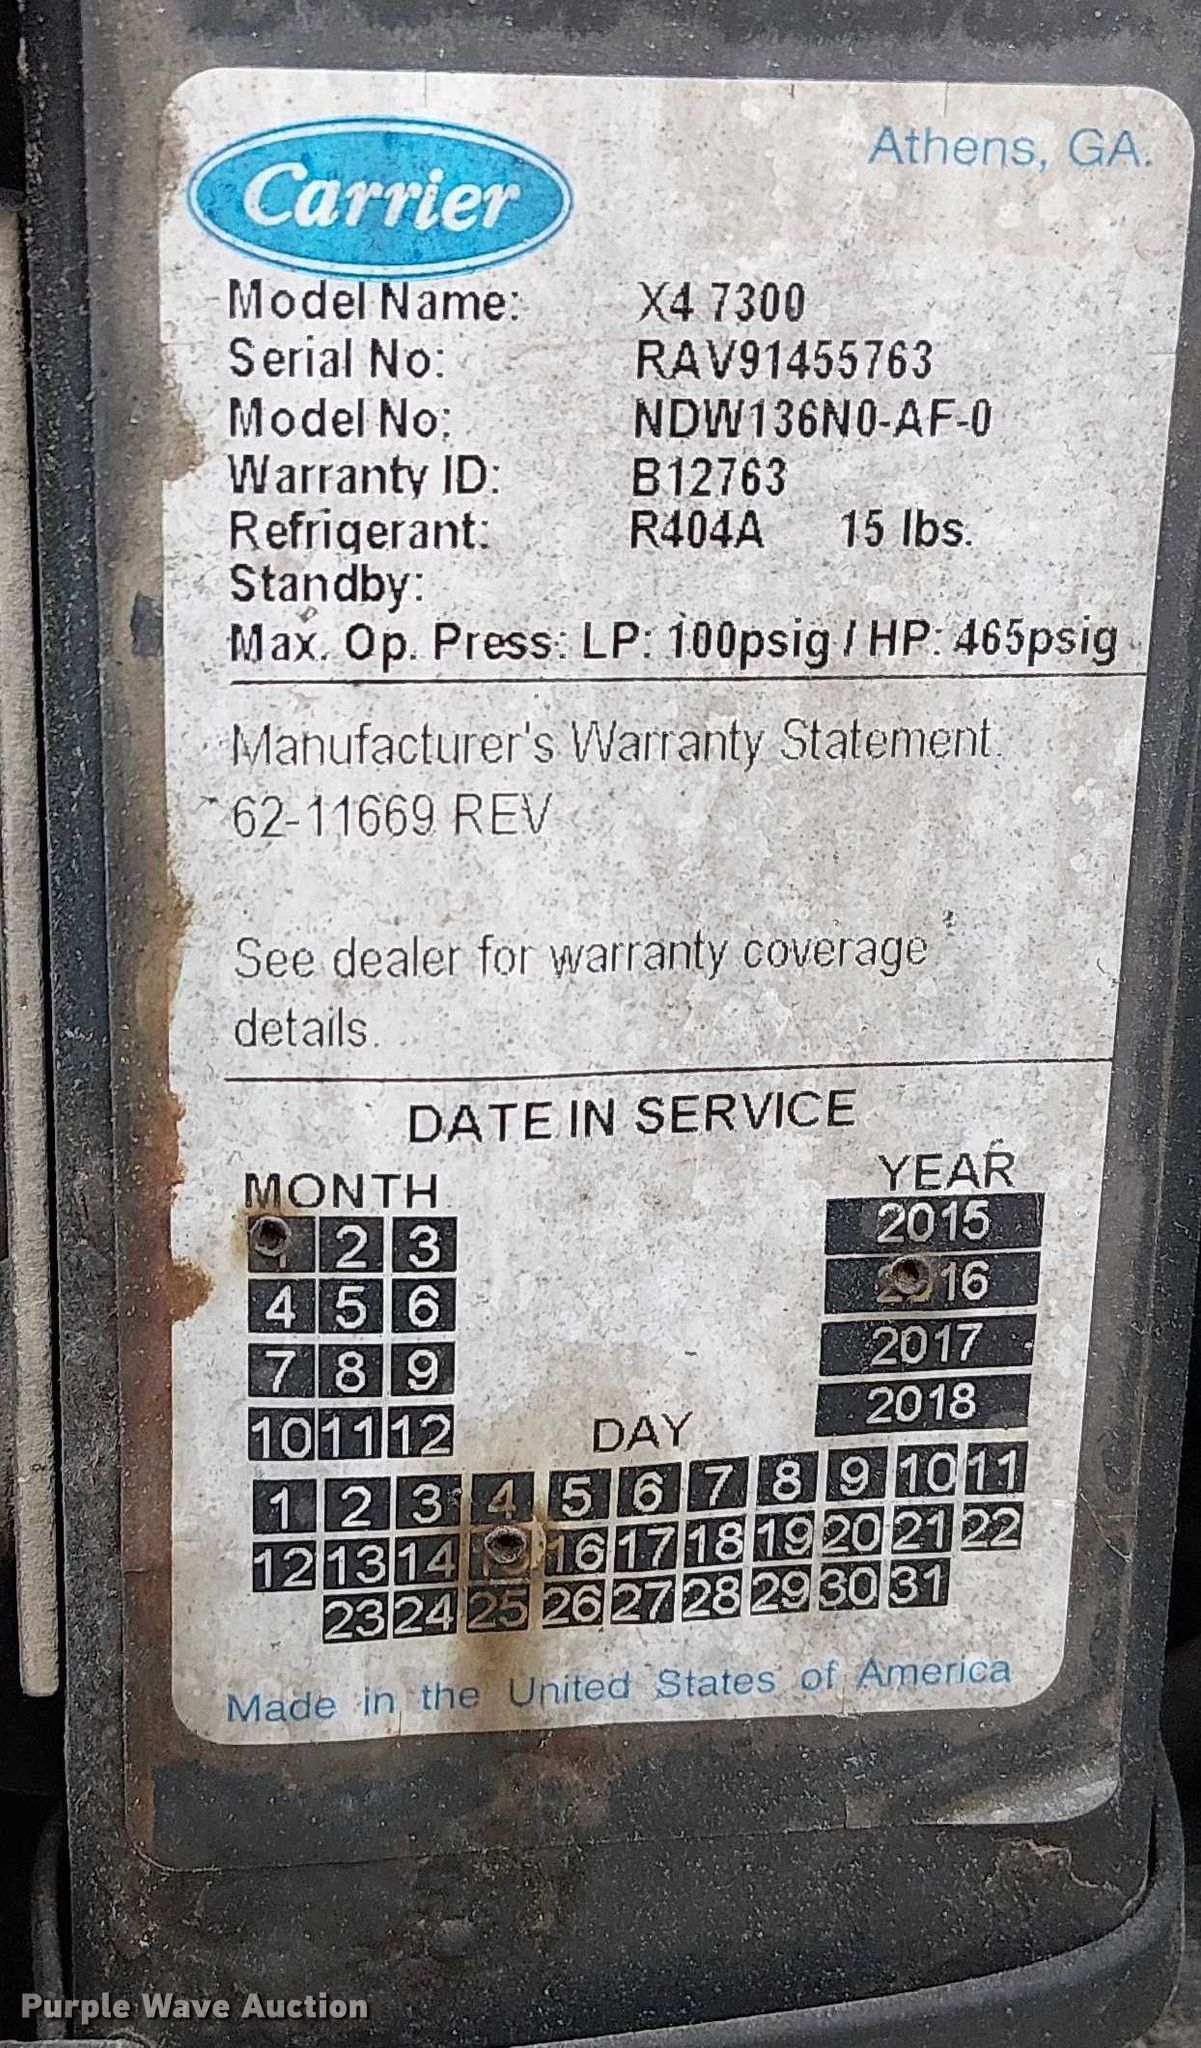 Carrier
Athens, GA.
Model Name: X4 7300
Serial No: RAV91455763
Model No: NDW136N0-AF-0
Warranty ID: B12763
Refrigerant: R404A 15 lbs.
Standby:
Max. Op. Press: LP: 100psig / HP: 465psig
Manufacturer's Warranty Statement.
62-11669 REV
See dealer for warranty coverage
details.
DATE IN SERVICE
MONTH
2 3
4 5 6
7 8 9
10 11 12
YEAR
2015
2016
2017
2018
DAY
1 2 3 4 5 6 7 8 9 10 11
12 13 14 15 16 17 18 19 20 21 22
23 24 25 26 27 28 29 30 31
Made in the United States of America
Purple Wave Auction